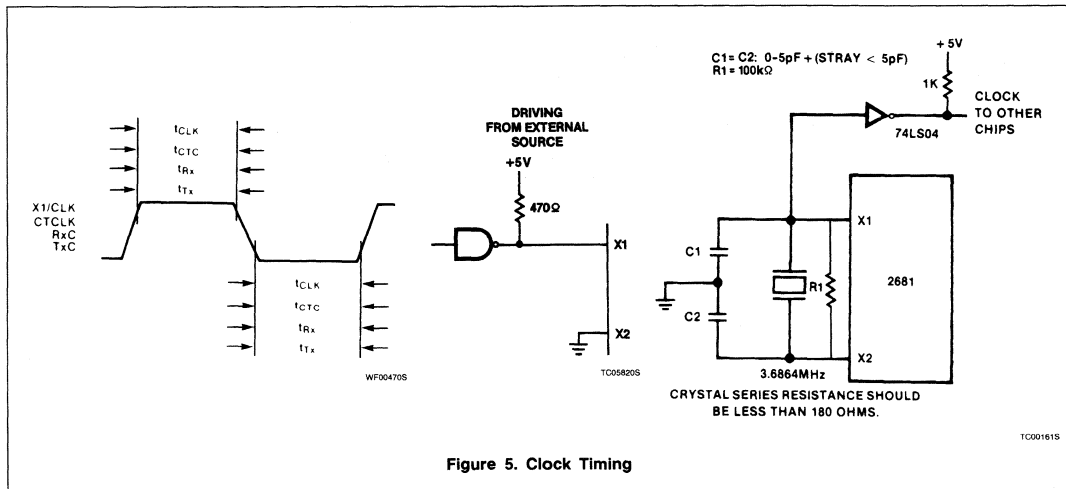 tCLK
tCTC
tRx
tTx
X1/CLK
CTCLK
RxC
TxC
tCLK
tCTC
tRx
tTx
WF00470S
DRIVING
FROM EXTERNAL
SOURCE
+5V
470Ω
X1
X2
TC05820S
C1= C2: 0-5pF + (STRAY < 5pF)
R1 = 100kΩ
+ 5V
1K
CLOCK
TO OTHER
CHIPS
74LS04
X1
C1
R1
2681
C2
X2
3.6864MHz
CRYSTAL SERIES RESISTANCE SHOULD
BE LESS THAN 180 OHMS.
TC00161S
Figure 5. Clock Timing